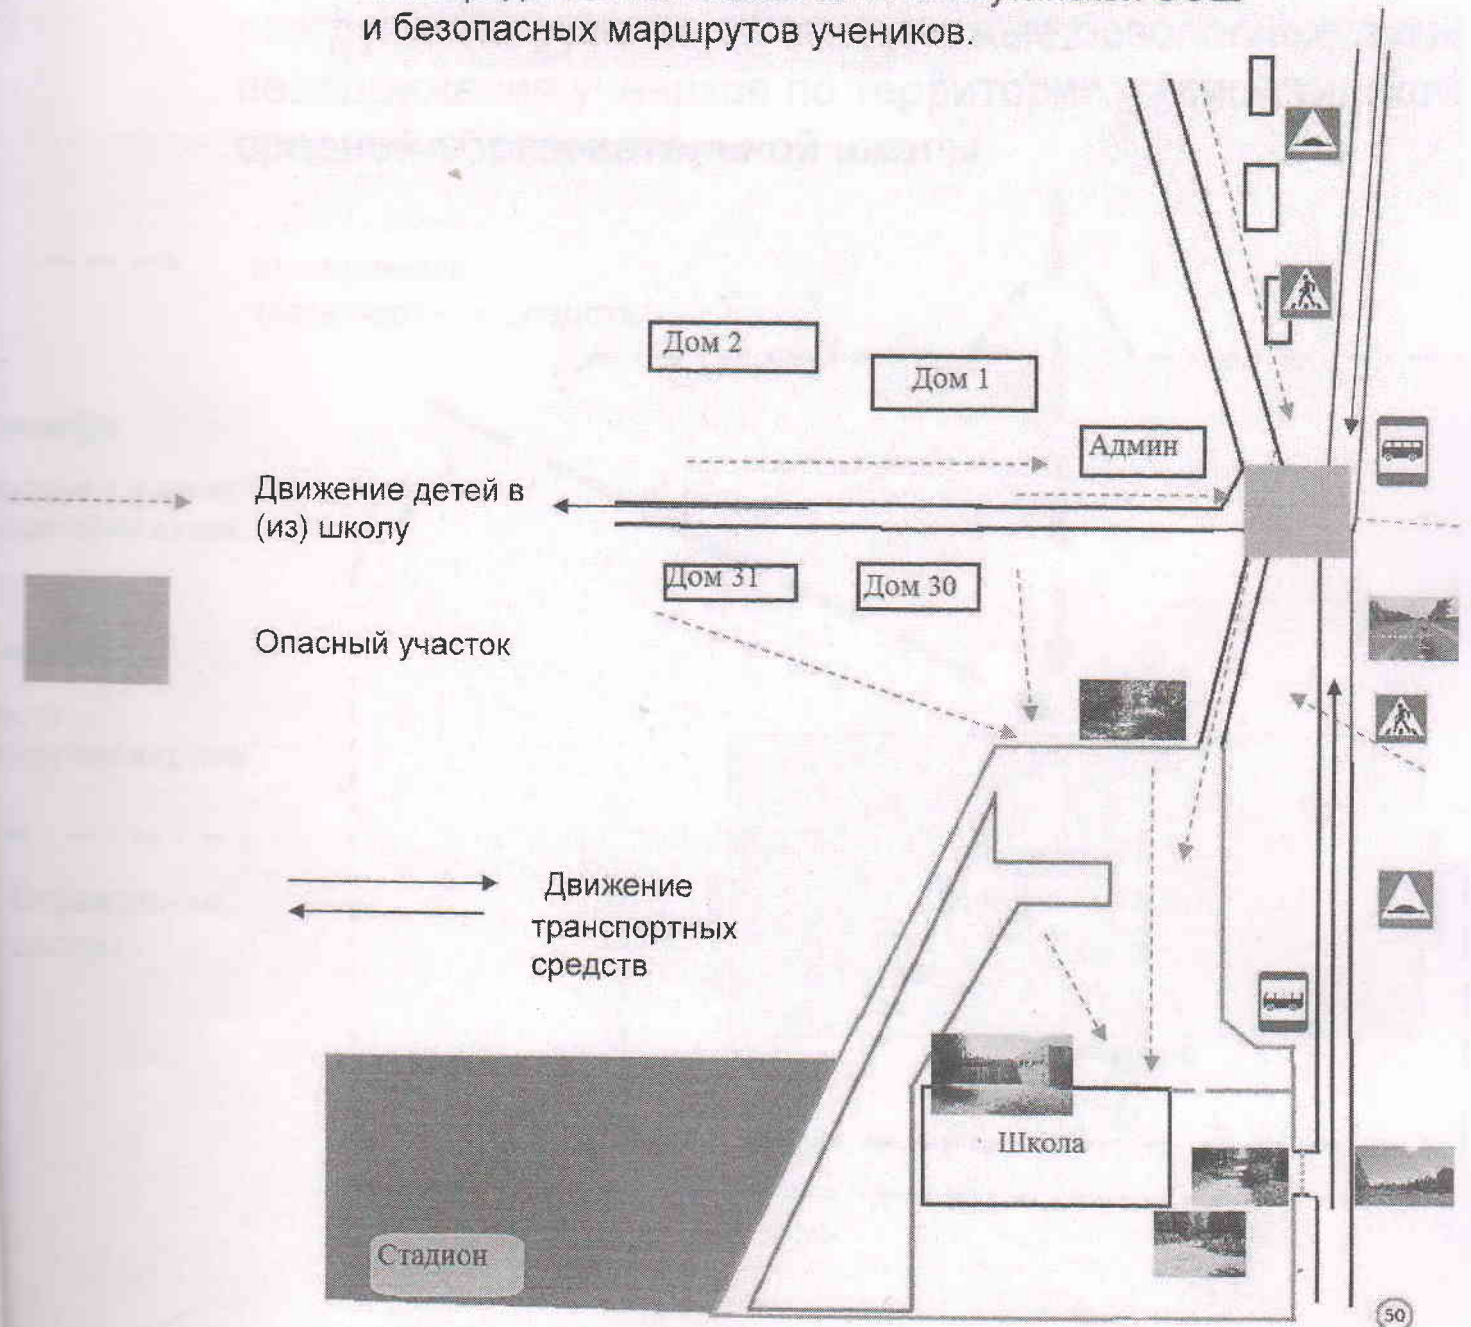 и безопасных маршрутов учеников.
Дом 2
Дом 1
Админ
Движение детей в
(из) школу
Дом 31
Дом 30
Опасный участок
Движение
транспортных
средств
Школа
Стадион
50